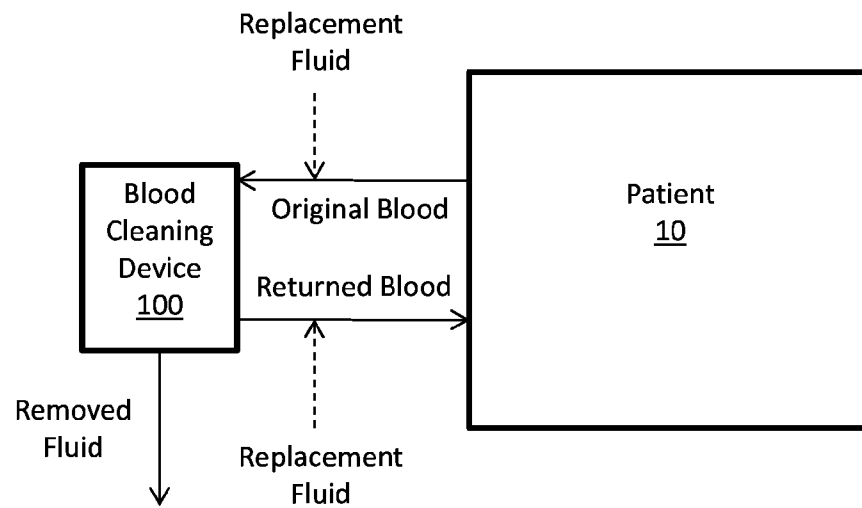 Replacement
Fluid
Blood
Cleaning
Device
100
Original Blood
Returned Blood
Patient
10
Removed
Fluid
Replacement
Fluid